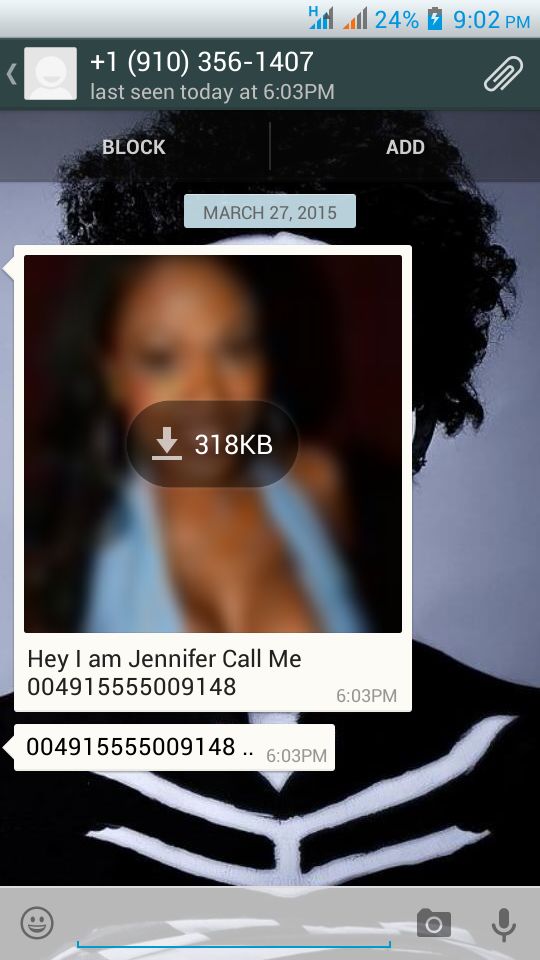 H 24% 9:02 PM
+1 (910) 356-1407
last seen today at 6:03PM
BLOCK ADD
MARCH 27, 2015
318KB
Hey I am Jennifer Call Me
004915555009148 6:03PM
004915555009148 .. 6:03PM